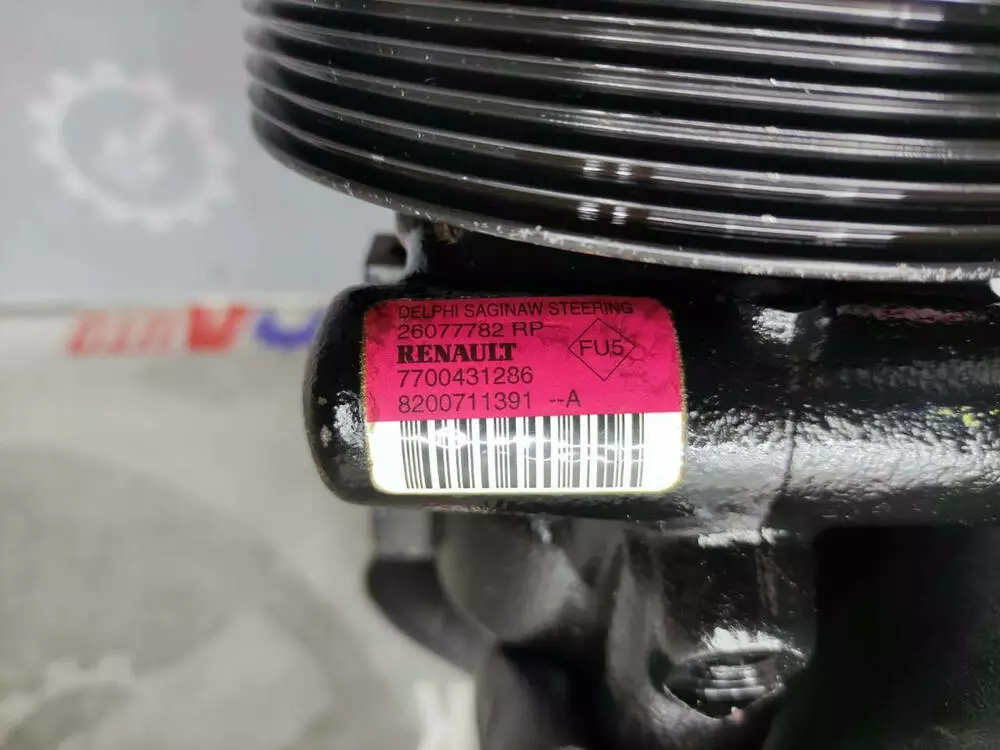 DELPHI SAGINAW STEERING
26077782 RP
RENAULT
FU5
7700431286
8200711391 --A